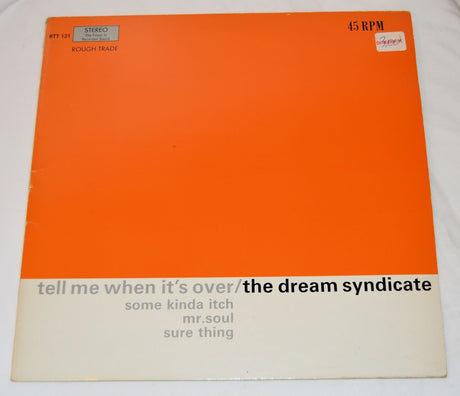 RTT 121
STEREO
ROUGH TRADE
45 RPM
tell me when it's over/the dream syndicate
some kinda itch
mr.soul
sure thing